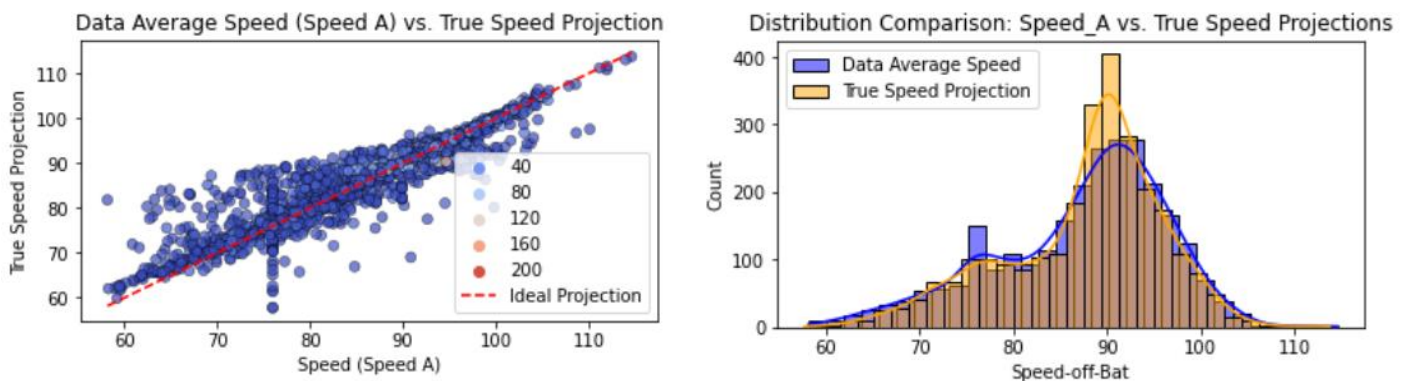 Data Average Speed (Speed A) vs. True Speed Projection
True Speed Projection
110
100
90
80
70
60
40
80
120
160
200
Ideal Projection
60 70 80 90 100 110
Speed (Speed A)
Distribution Comparison: Speed_A vs. True Speed Projections
Count
400
300
200
100
0
Data Average Speed
True Speed Projection
60 70 80 90 100 110
Speed-off-Bat